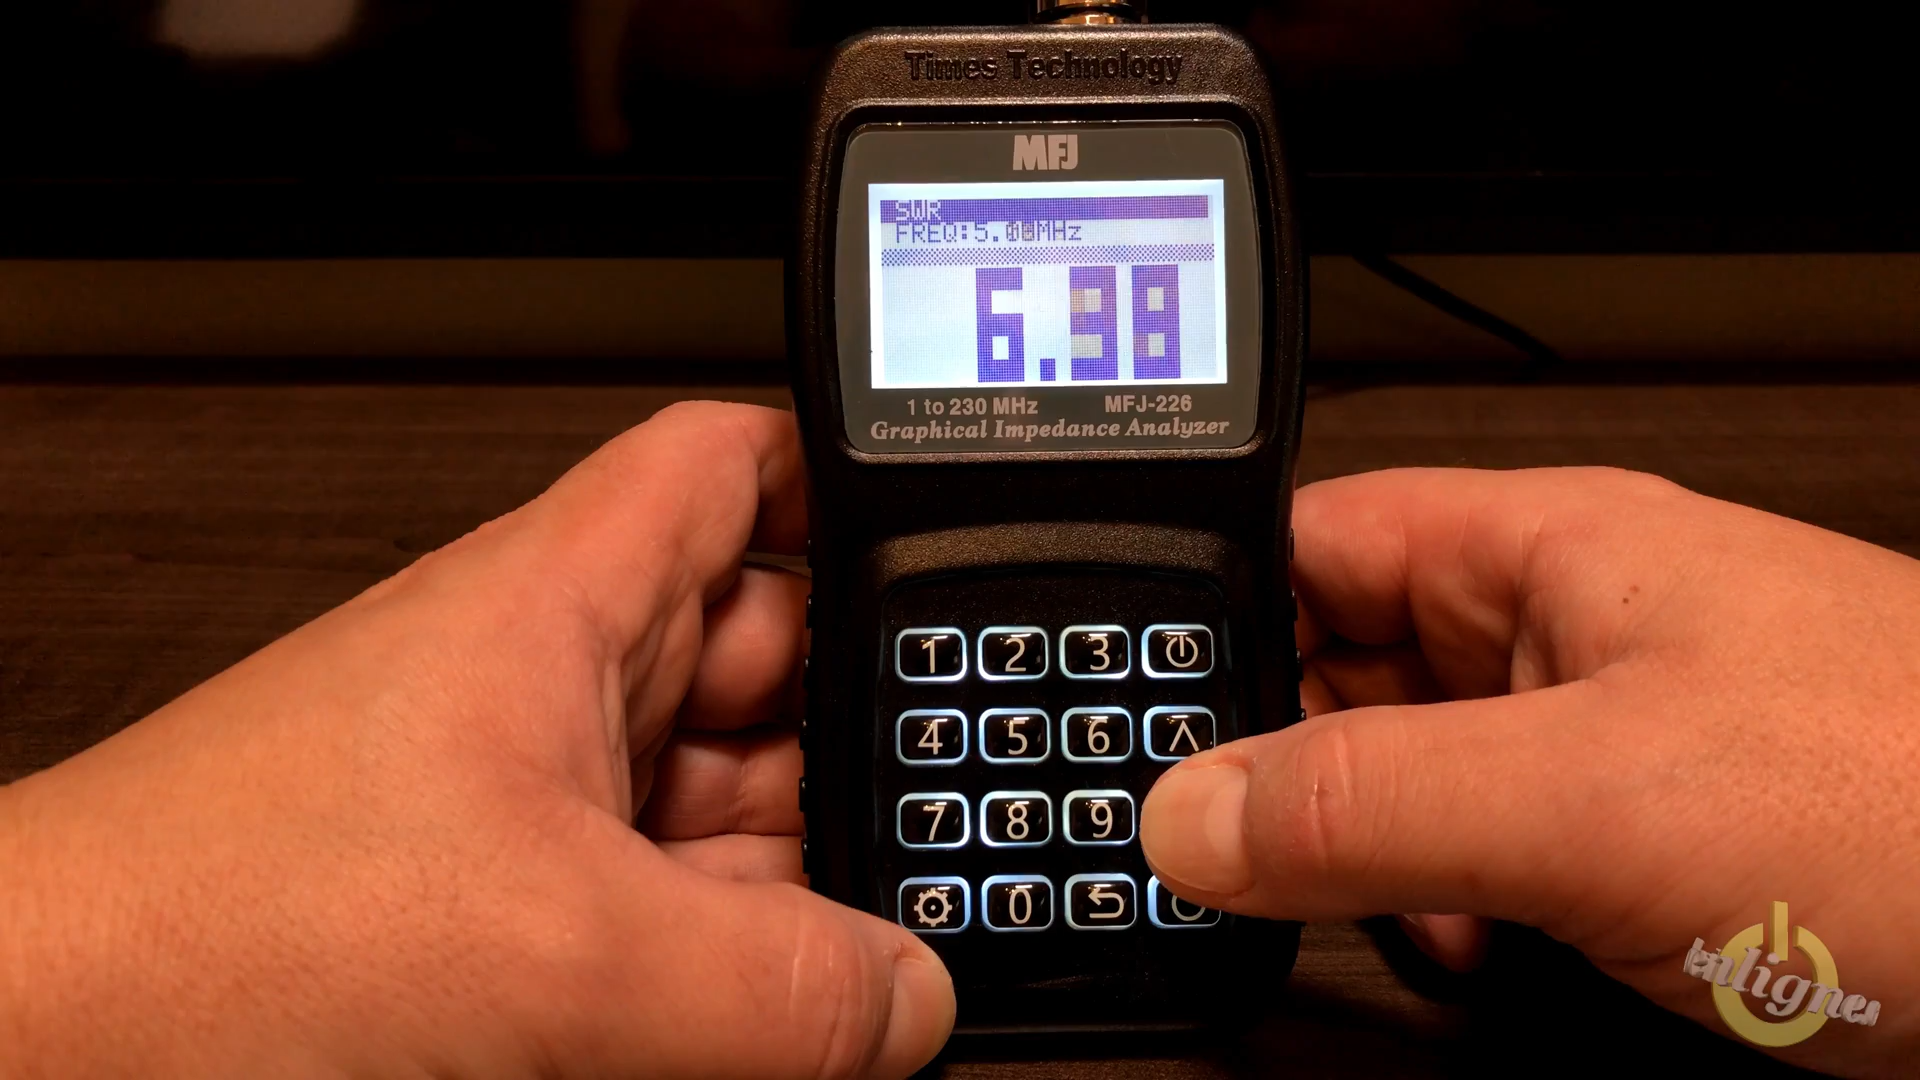 Times Technology
MFJ
SWR
FREQ:5.00MHz
6.98
1 to 230 MHz MFJ-226
Graphical Impedance Analyzer
1 2 3
4 5 6
7 8 9
0